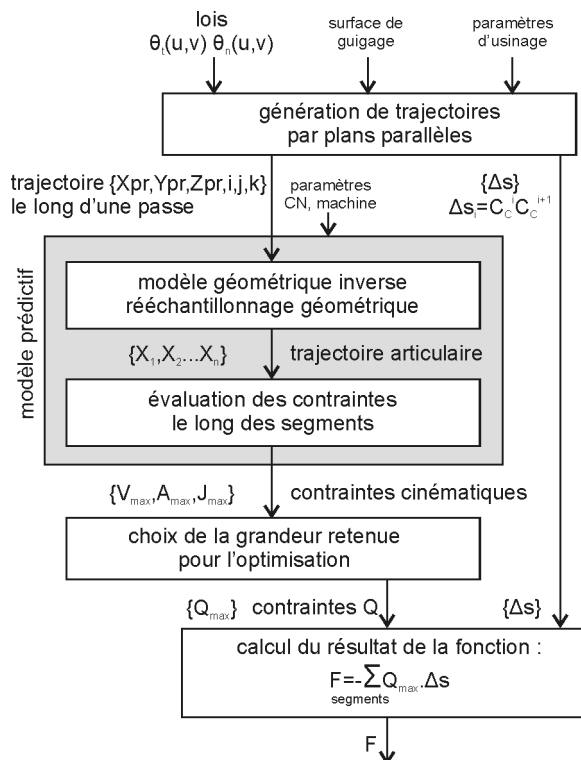 lois
θt(u,v) θn(u,v)
surface de
guigage
paramètres
d'usinage
génération de trajectoires
par plans parallèles
trajectoire {Xpr,Ypr,Zpr,i,j,k}
le long d'une passe
paramètres
CN, machine
{Δs}
Δsi=Cc^i Cc^i+1
modèle prédictif
modèle géométrique inverse
rééchantillonnage géométrique
{X1,X2...Xn}
trajectoire articulaire
évaluation des contraintes
le long des segments
{Vmax,Amax,Jmax}
contraintes cinématiques
choix de la grandeur retenue
pour l'optimisation
{Qmax} contraintes Q
{Δs}
calcul du résultat de la fonction :
F=-∑Qmax.Δs
segments
F